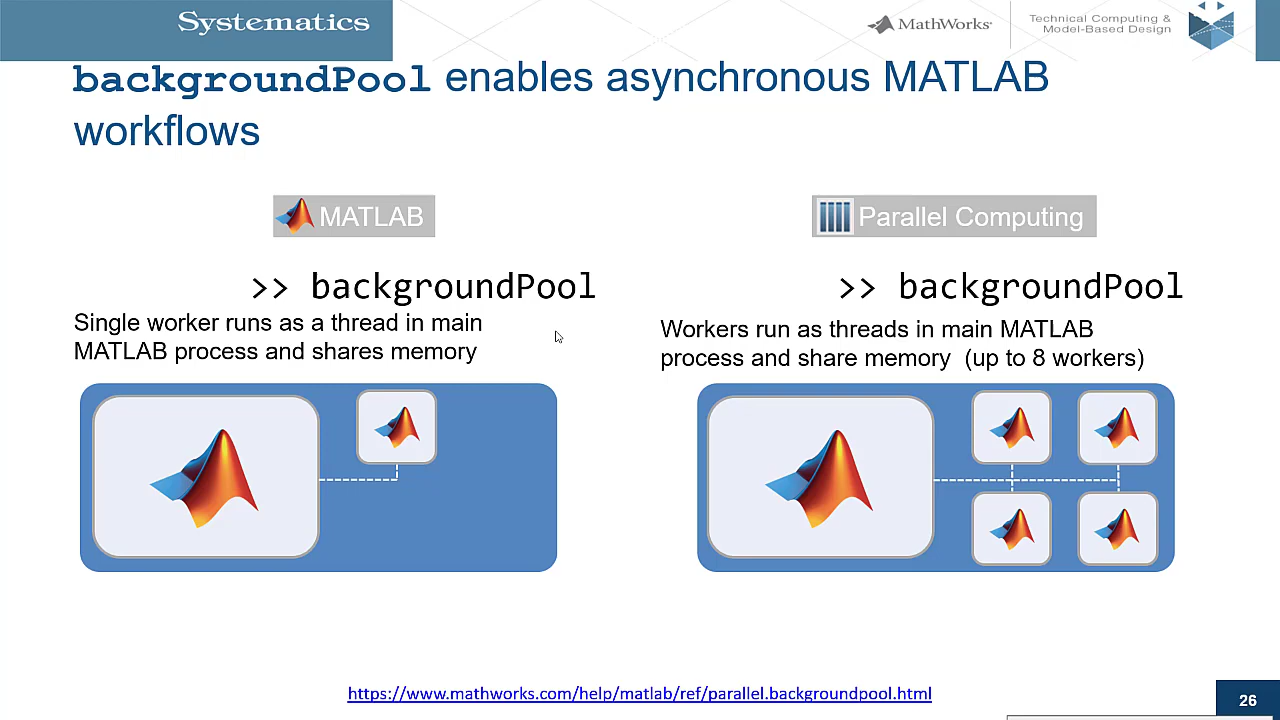 Systematics
MathWorks®
Technical Computing &
Model-Based Design
backgroundPool enables asynchronous MATLAB
workflows
MATLAB
Parallel Computing
>> backgroundPool
>> backgroundPool
Single worker runs as a thread in main
MATLAB process and shares memory
Workers run as threads in main MATLAB
process and share memory (up to 8 workers)
https://www.mathworks.com/help/matlab/ref/parallel.backgroundpool.html
26